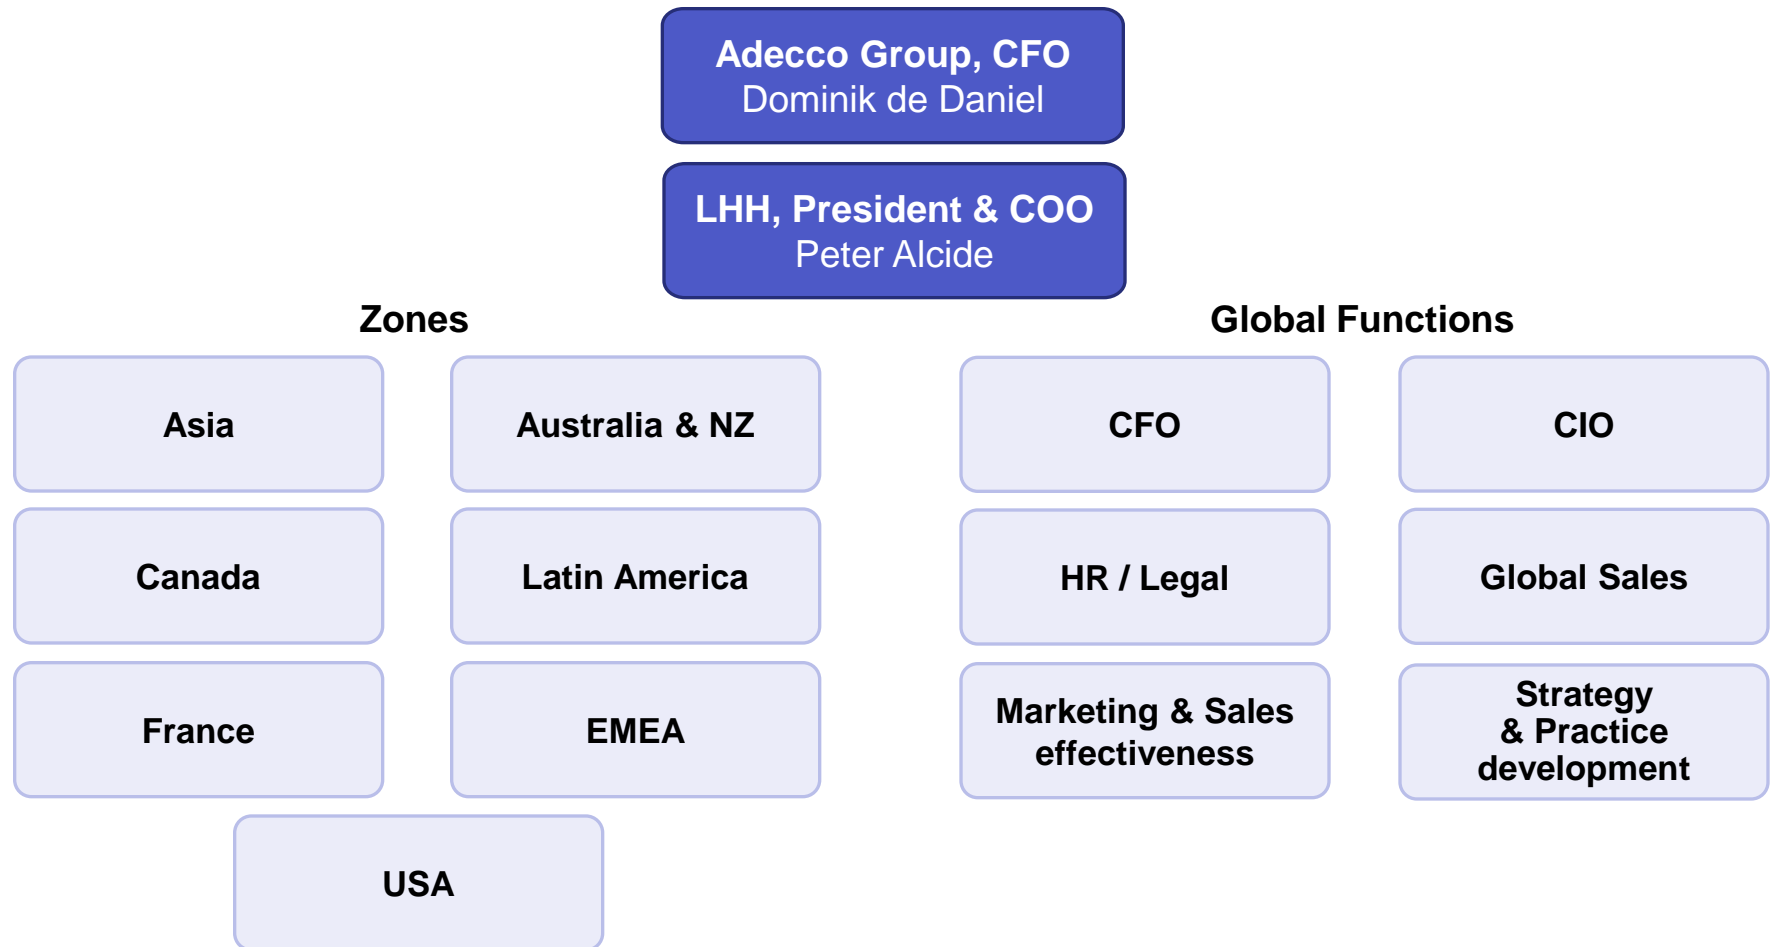 Adecco Group, CFO
Dominik de Daniel
LHH, President & COO
Peter Alcide
Zones
Global Functions
Asia
Australia & NZ
CFO
CIO
Canada
Latin America
HR / Legal
Global Sales
France
EMEA
Marketing & Sales
effectiveness
Strategy
& Practice
development
USA